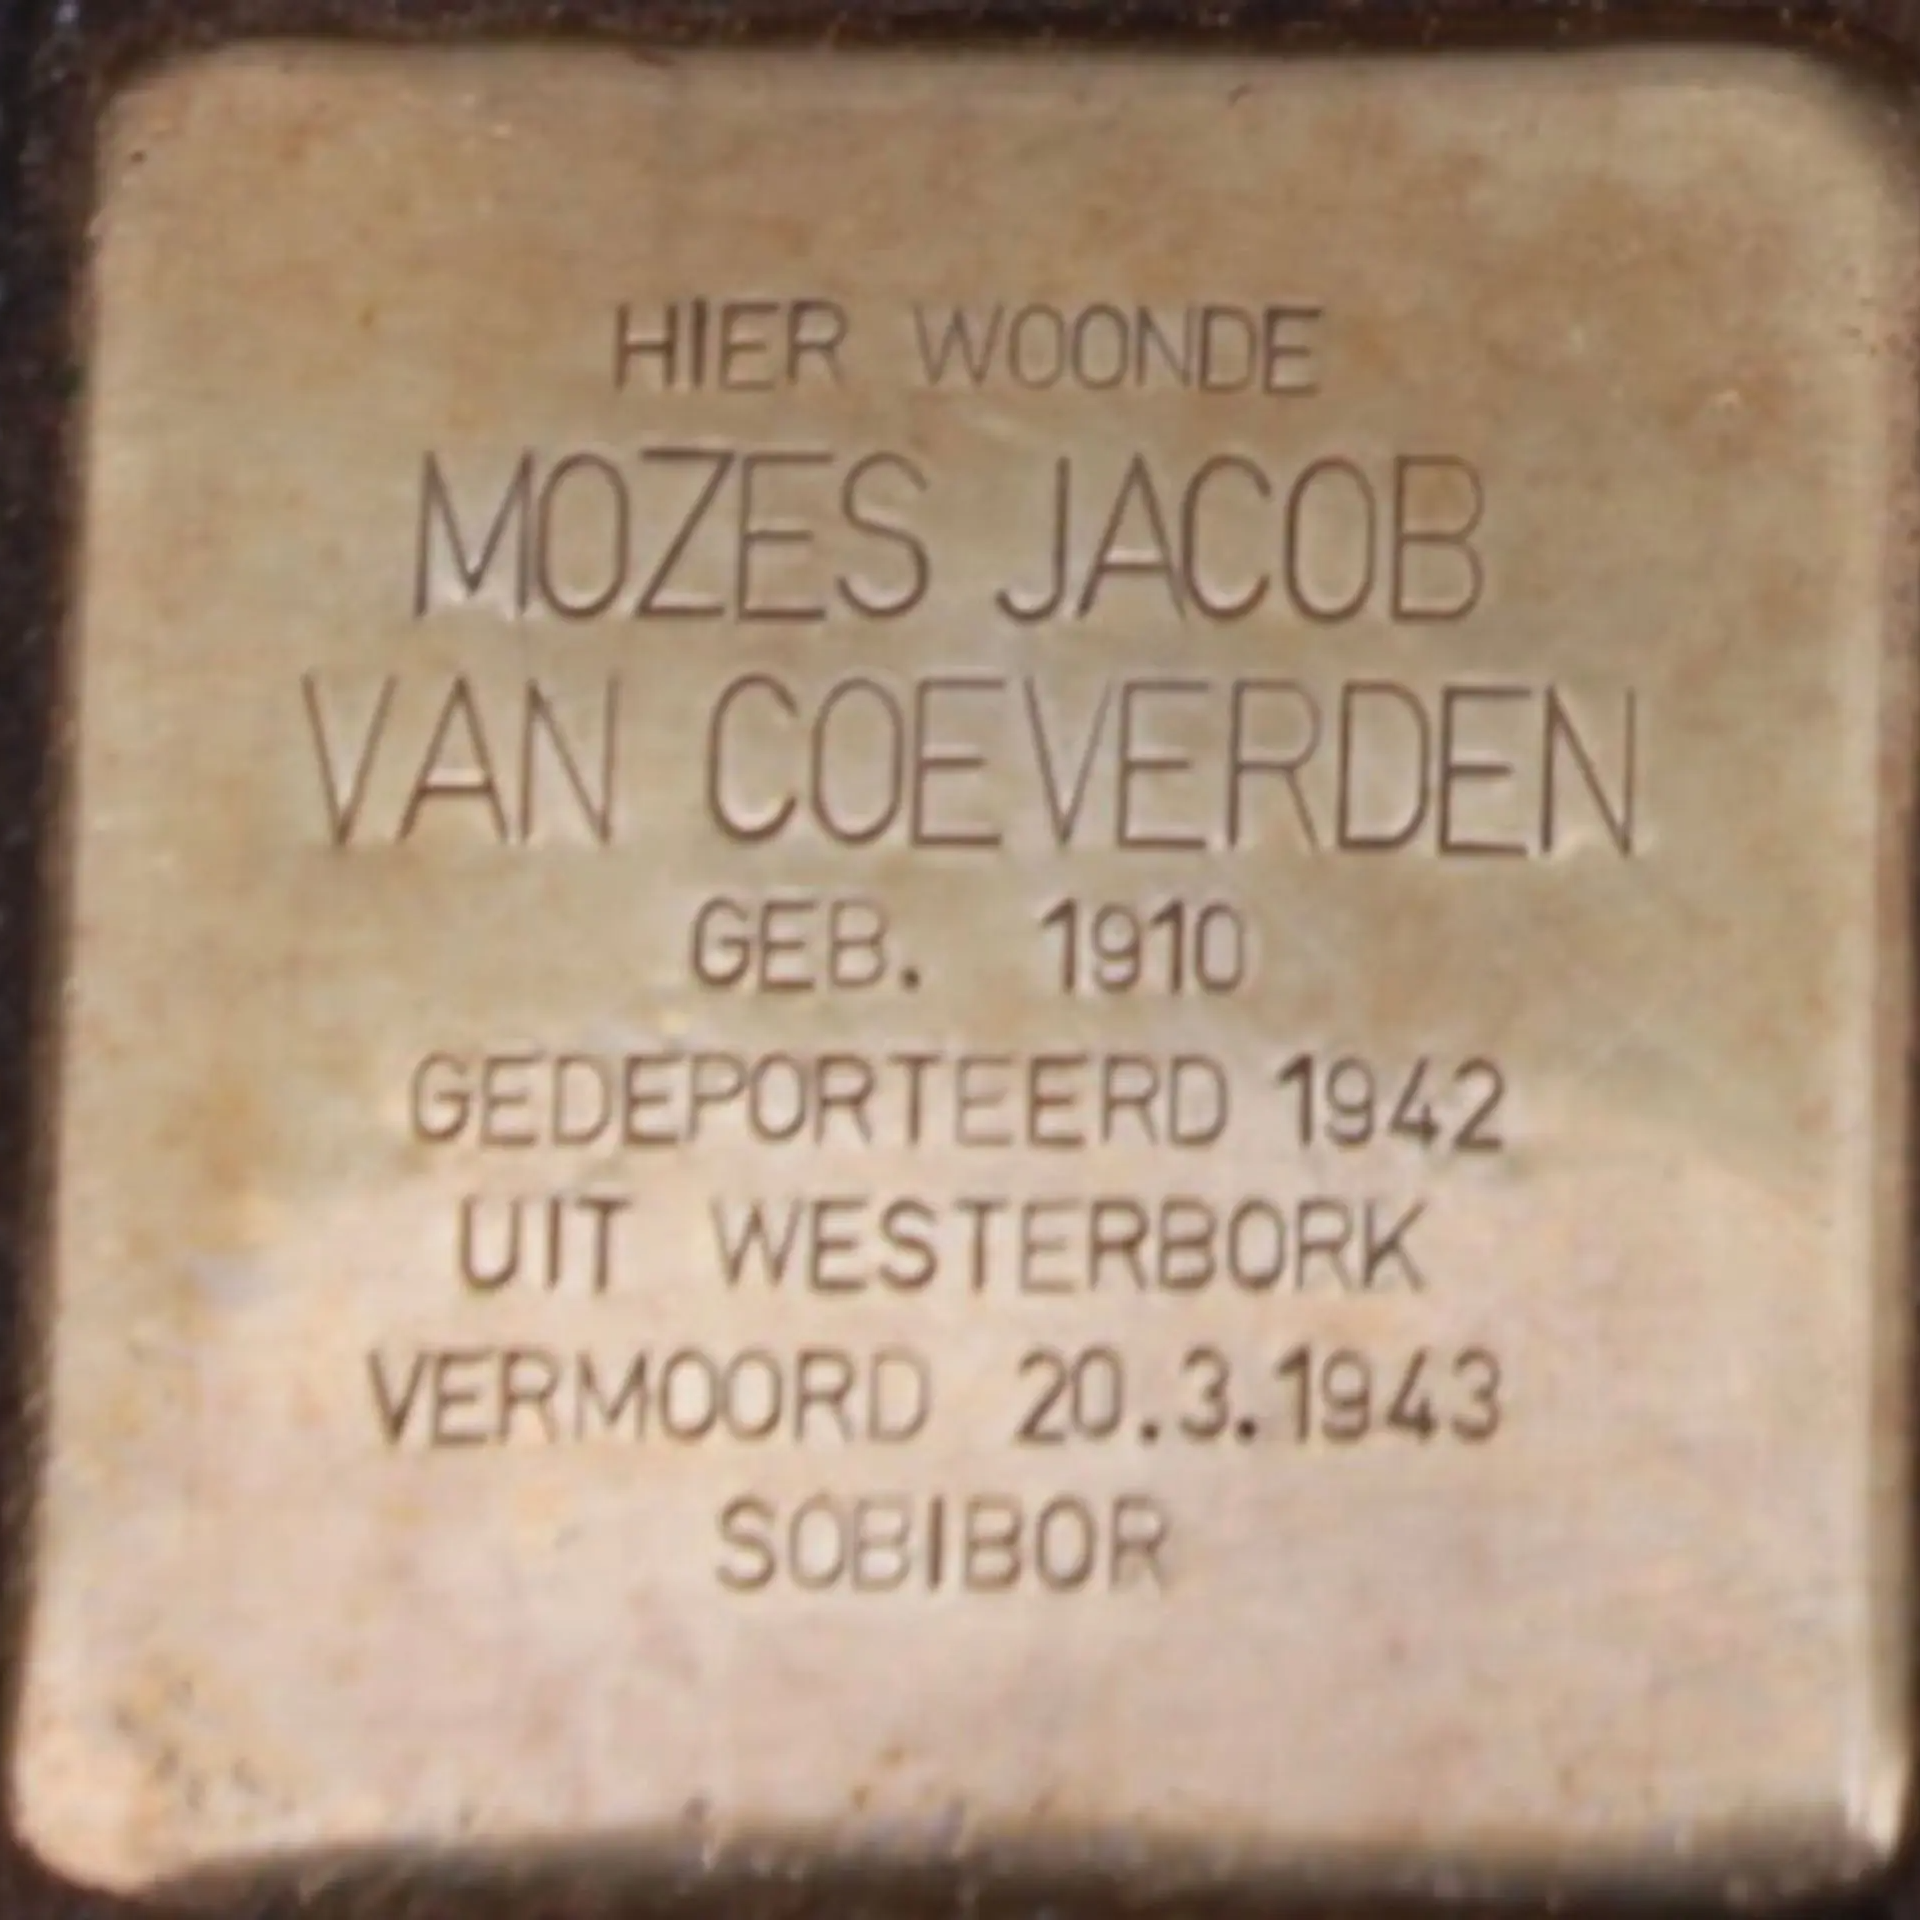 HIER WOONDE
MOZES JACOB
VAN COEVERDEN
GEB. 1910
GEDEPORTEERD 1942
UIT WESTERBORK
VERMOORD 20.3.1943
SOBIBOR